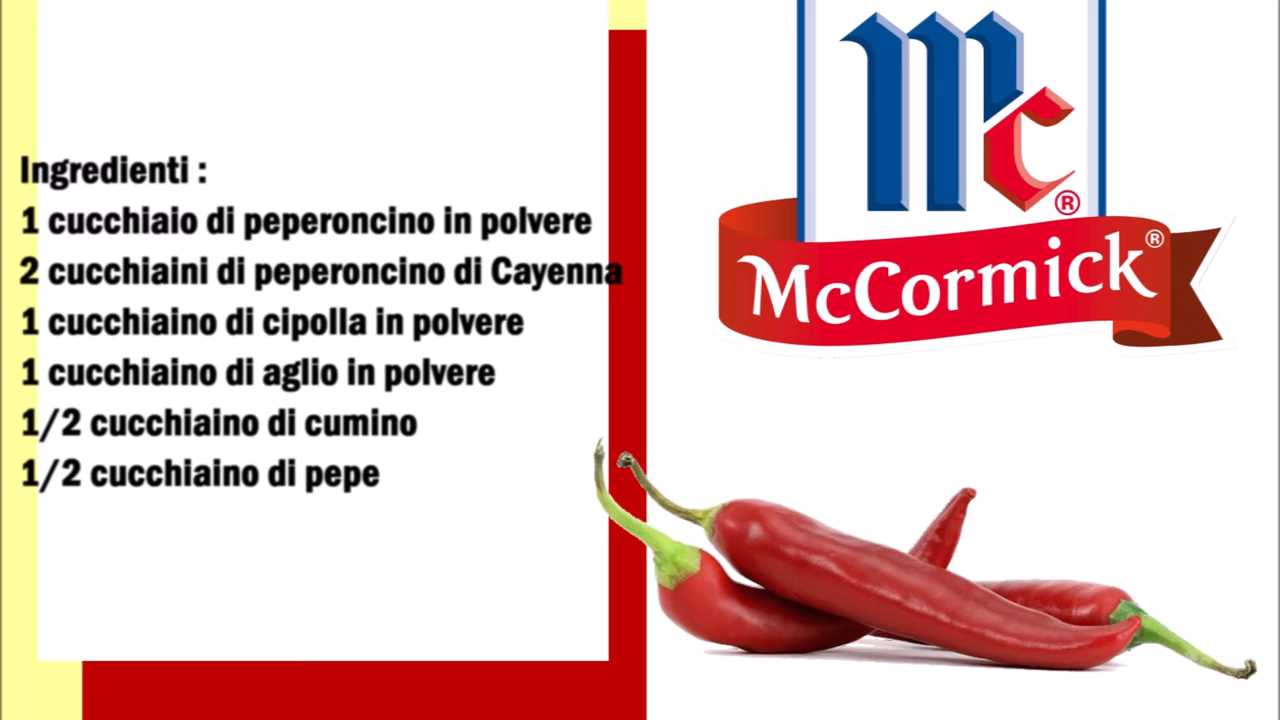 Ingredienti :
1 cucchiaio di peperoncino in polvere
2 cucchiaini di peperoncino di Cayenna
1 cucchiaino di cipolla in polvere
1 cucchiaino di aglio in polvere
1/2 cucchiaino di cumino
1/2 cucchiaino di pepe
mc®
McCormick®